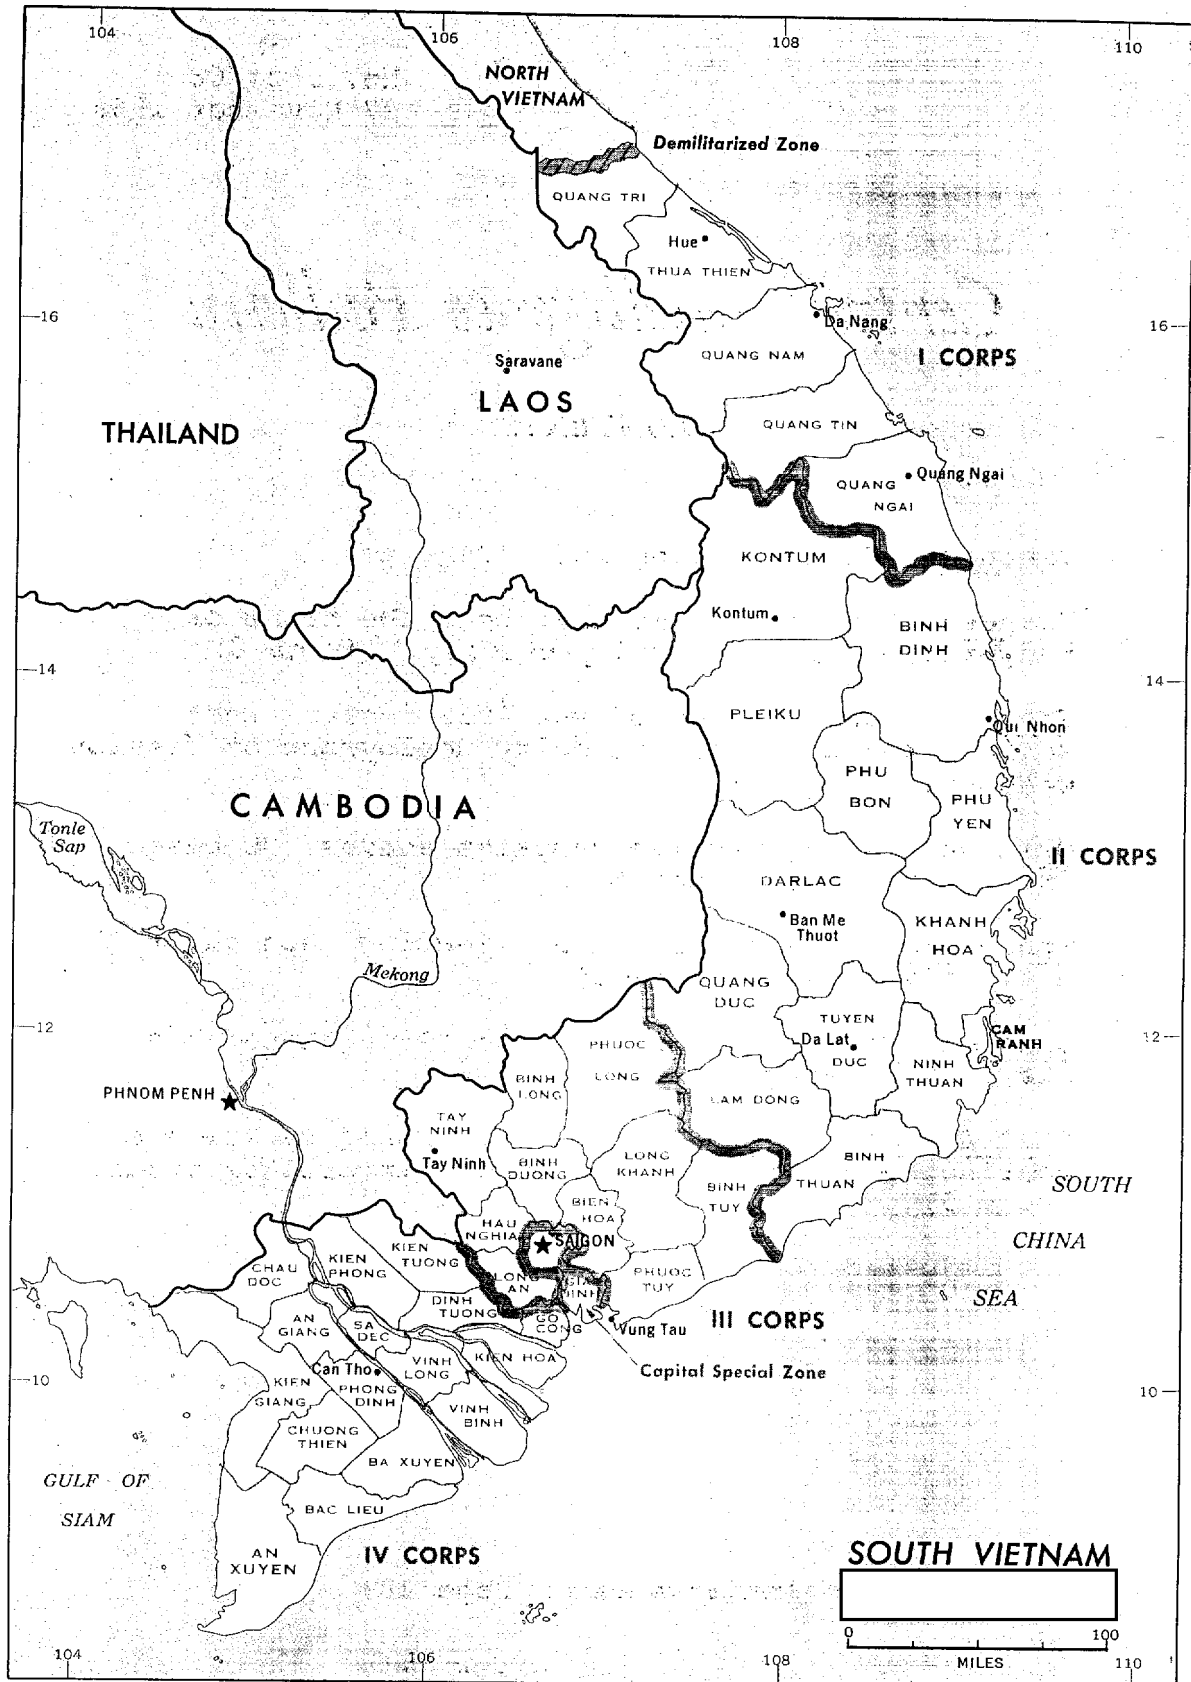 104
106
108
110
NORTH
VIETNAM
Demilitarized Zone
QUANG TRI
Hue
THUA THIEN
16
Da Nang
16
QUANG NAM
I CORPS
Saravane
LAOS
THAILAND
QUANG TIN
Quang Ngai
QUANG
NGAI
KONTUM
Kontum
BINH
DINH
14
14
PLEIKU
Qui Nhon
PHU
BON
PHU
YEN
CAMBODIA
Tonle
Sap
II CORPS
DARLAC
Ban Me
Thuot
KHANH
HOA
Mekong
QUANG
DUC
12
TUYEN
DUC
Da Lat
CAM
RANH
12
PHUOC
LONG
BINH
LONG
NINH
THUAN
PHNOM PENH
LAM DONG
TAY
NINH
Tay Ninh
BINH
DUONG
LONG
KHANH
BINH
TUY
BINH
THUAN
SOUTH
CHINA
SEA
BIEN
HOA
HAU
NGHIA
SAIGON
KIEN
TUONG
KIEN
PHONG
CHAU
DOC
LONG
AN
GIA
DINH
PHUOC
TUY
DINH
TUONG
GO
CONG
Vung Tau
III CORPS
AN
GIANG
SA
DEC
KIEN HOA
Capital Special Zone
VINH
LONG
Can Tho
10
10
KIEN
GIANG
PHONG
DINH
VINH
BINH
CHUONG
THIEN
BA XUYEN
GULF OF
SIAM
BAC LIEU
AN
XUYEN
IV CORPS
SOUTH VIETNAM
0 100
MILES
104
106
108
110